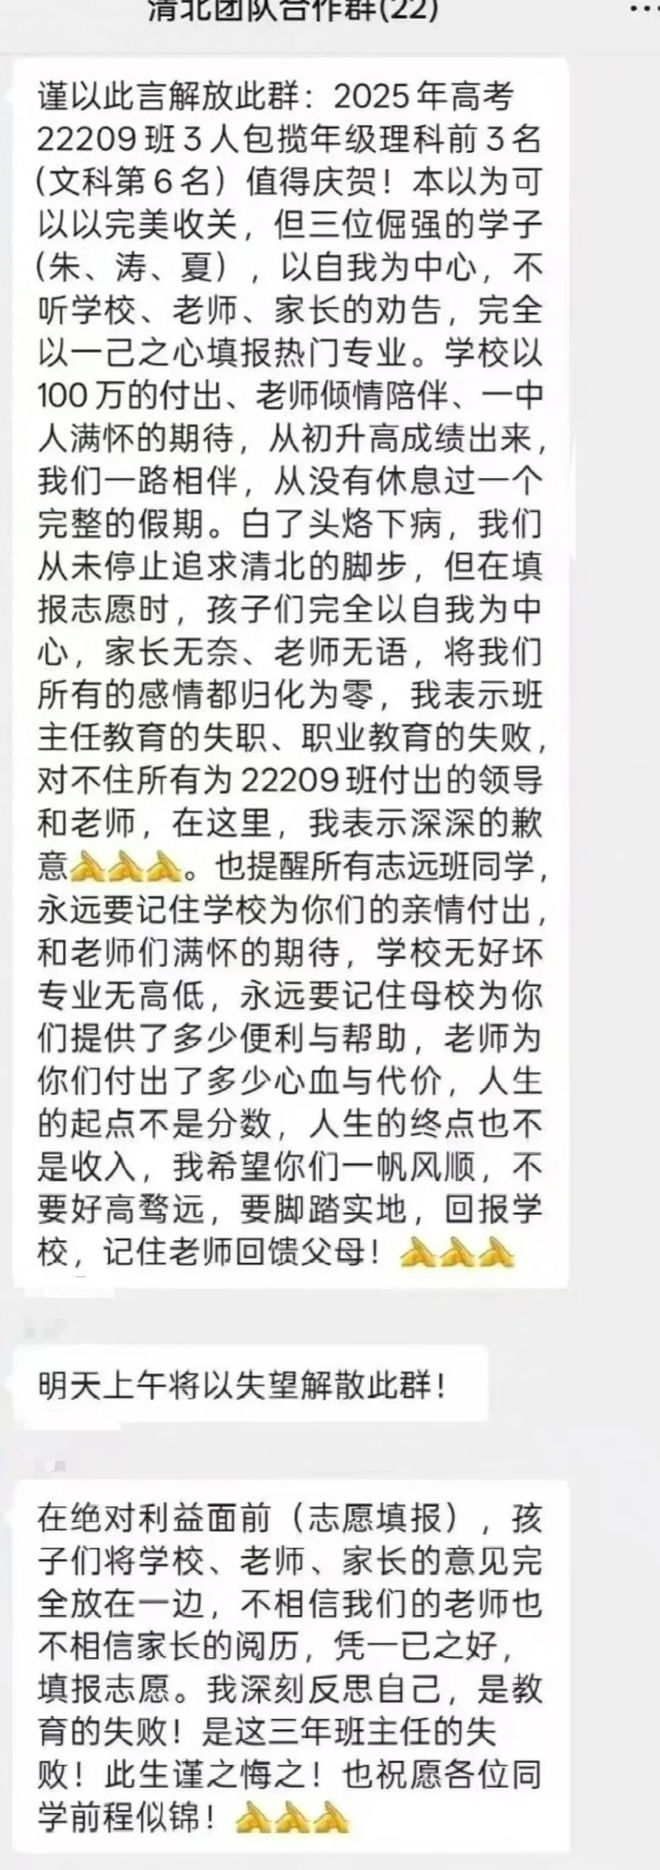 清北团队合作群(22)
谨以此言解放此群：2025年高考
22209班3人包揽年级理科前3名
(文科第6名）值得庆贺！本以为可
以以完美收关，但三位倔强的学子
(朱、涛、夏），以自我为中心，不
听学校、老师、家长的劝告，完全
以一己之心填报热门专业。学校以
100万的付出、老师倾情陪伴、一中
人满怀的期待，从初升高成绩出来，
我们一路相伴，从没有休息过一个
完整的假期。白了头烙下病，我们
从未停止追求清北的脚步，但在填
报志愿时，孩子们完全以自我为中
心，家长无奈、老师无语，将我们
所有的感情都归化为零，我表示班
主任教育的失职、职业教育的失败，
对不住所有为22209班付出的领导
和老师，在这里，我表示深深的歉
意🙏🙏🙏。也提醒所有志远班同学，
永远要记住学校为你们的亲情付出，
和老师们满怀的期待，学校无好坏
专业无高低，永远要记住母校为你
们提供了多少便利与帮助，老师为
你们付出了多少心血与代价，人生
的起点不是分数，人生的终点也不
是收入，我希望你们一帆风顺，不
要好高骛远，要脚踏实地，回报学
校，记住老师回馈父母！🙏🙏🙏
明天上午将以失望解散此群！
在绝对利益面前（志愿填报），孩
子们将学校、老师、家长的意见完
全放在一边，不相信我们的老师也
不相信家长的阅历，凭一已之好，
填报志愿。我深刻反思自己，是教
育的失败！是这三年班主任的失
败！此生谨之悔之！也祝愿各位同
学前程似锦！🙏🙏🙏